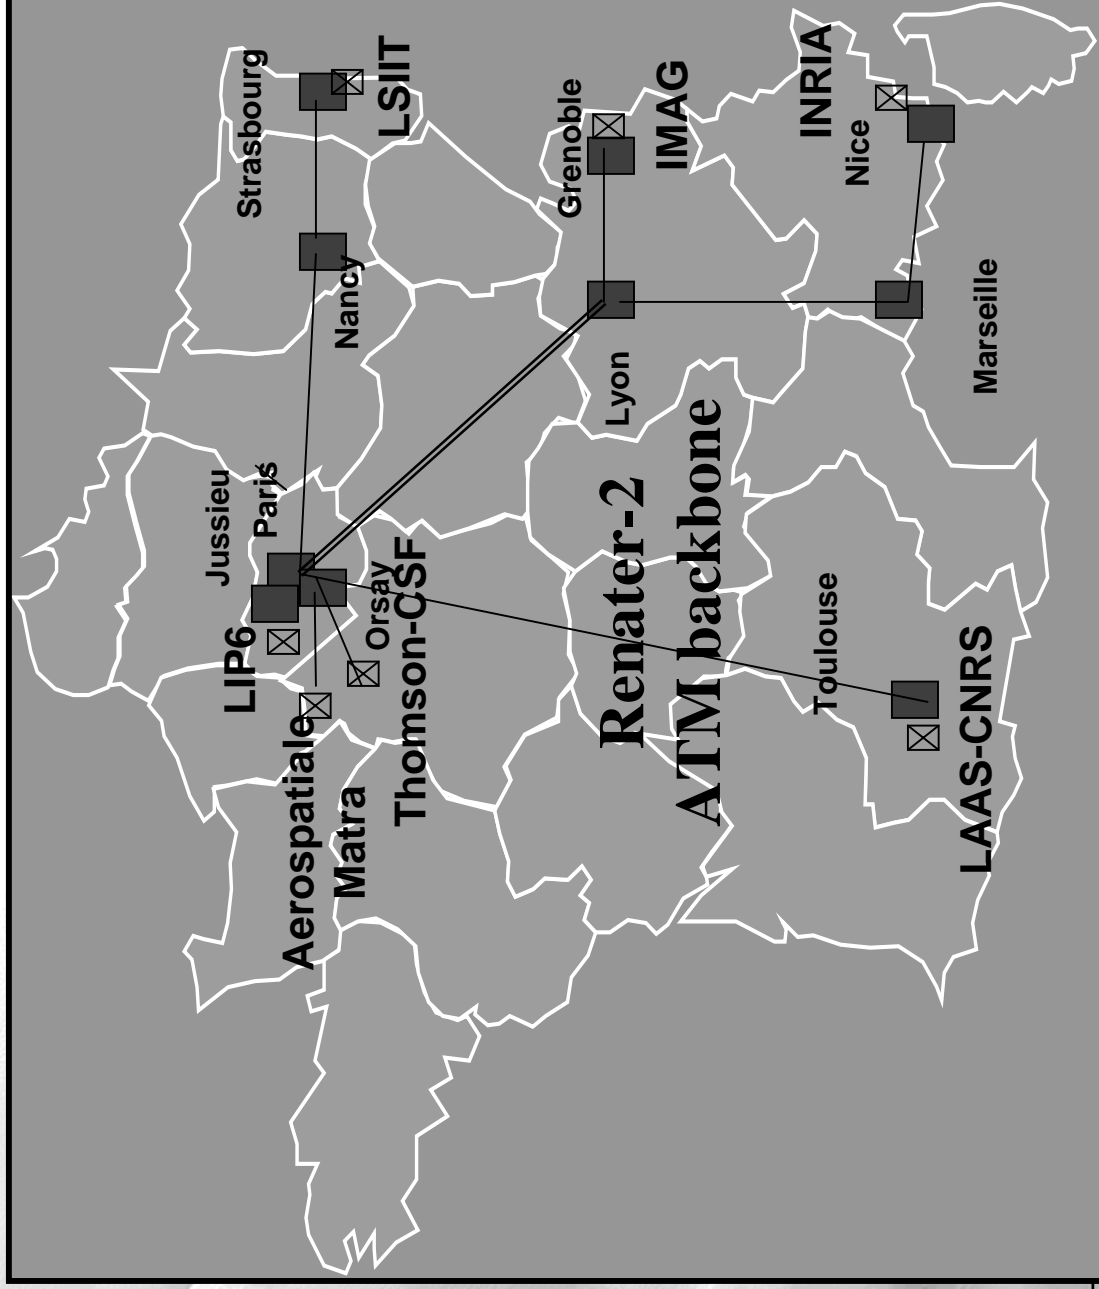 Strasbourg
LSIIT
Nancy
Jussieu
Paris
LIP6
Orsay
Aerospatiale
Matra
Thomson-CSF
Grenoble
IMAG
Lyon
Renater-2
ATM backbone
INRIA
Nice
Marseille
Toulouse
LAAS-CNRS